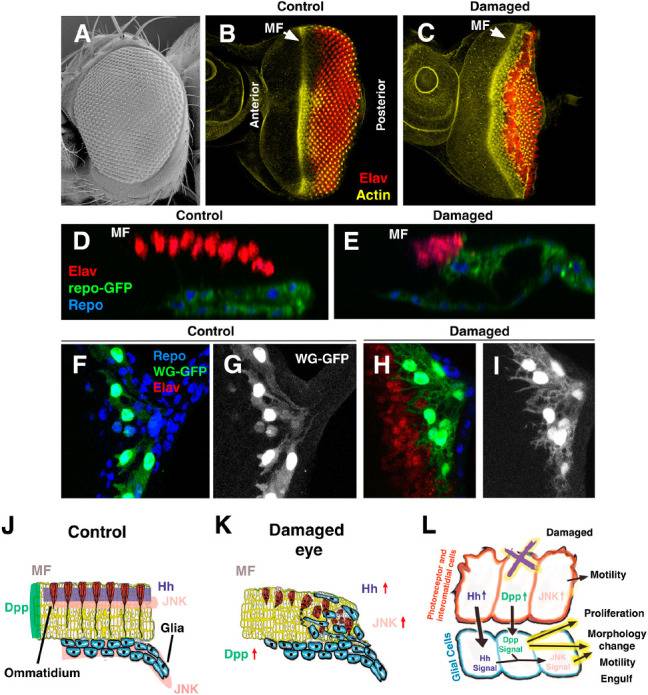 Control
Damaged
A
B
MF
C
MF
Anterior
Posterior
Elav
Actin
Control
Damaged
D
MF
Elav
repo-GFP
Repo
E
MF
Control
Damaged
F
Repo
WG-GFP
Elav
G
WG-GFP
H
I
J
Control
MF
Dpp
Hh
JNK
Glia
Ommatidium
JNK
K
Damaged
eye
MF
Hh ↑
JNK ↑
Dpp ↑
L
Damaged
Photoreceptor and
interomatidial cells
Hh↑
Dpp↑
JNK↑
Motility
Glial Cells
Hh
Signal
Dpp
Signal
JNK
Signal
Proliferation
Morphology
change
Motility
Engulf